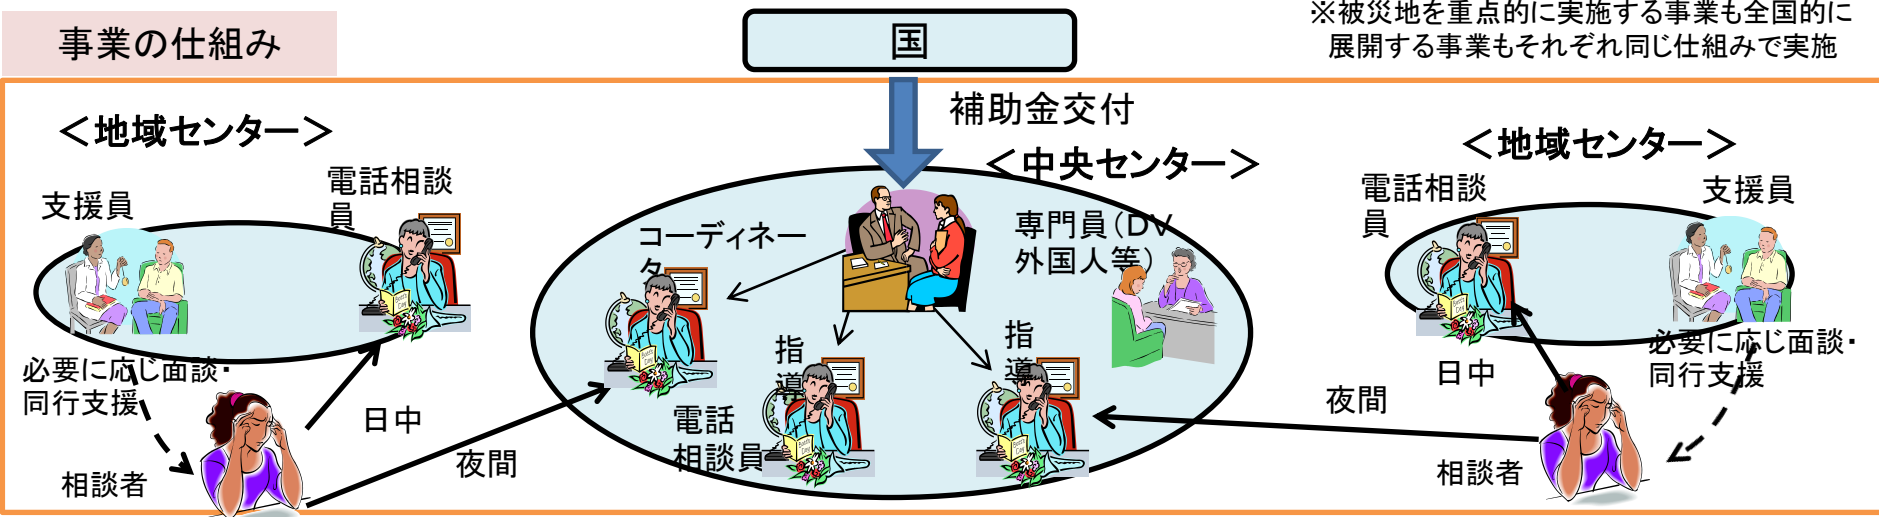 事業の仕組み
国
※被災地を重点的に実施する事業も全国的に
展開する事業もそれぞれ同じ仕組みで実施
補助金交付
＜地域センター＞
支援員
電話相談
員
必要に応じ面談・
同行支援
日中
夜間
相談者
＜中央センター＞
コーディネー
タ
専門員（DV
外国人等）
指
導
指
導
電話
相談員
＜地域センター＞
電話相談
員
支援員
必要に応じ面談・
同行支援
日中
夜間
相談者